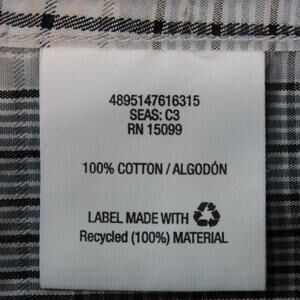 4895147616315
SEAS: C3
RN 15099
100% COTTON / ALGODÓN
LABEL MADE WITH
Recycled (100%) MATERIAL